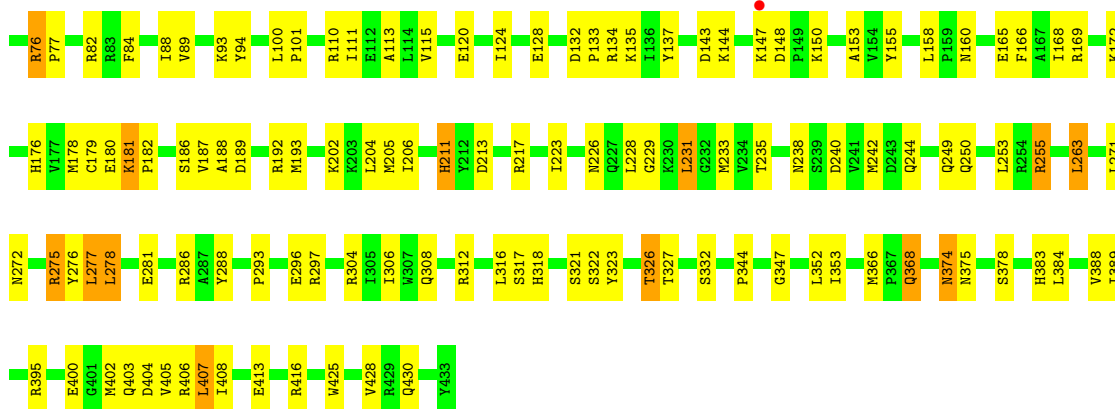 R76 P77 R82 R83 F84 I88 V89 K93 Y94 L100 P101 R110 I111 E112 A113 L114 V115 E120 I124 E128 D132 P133 R134 K135 I136 Y137 D143 K144 K147 D148 P149 K150 A153 V154 Y155 L158 P159 N160 E165 F166 A167 I168 R169 K172
H176 V177 M178 C179 E180 K181 P182 S186 V187 A188 D189 R192 M193 K202 K203 L204 M205 I206 H211 Y212 D213 R217 I223 N226 Q227 L228 G229 K230 L231 G232 M233 V234 T235 N238 S239 D240 V241 M242 D243 Q244 Q249 Q250 L253 R254 R255 L263 L271
N272 R275 Y276 L277 L278 E281 R286 A287 Y288 P293 E296 R297 R304 I305 I306 W307 Q308 R312 L316 S317 H318 S321 S322 Y323 T326 T327 S332 P344 G347 L352 I353 M366 P367 Q368 N374 N375 S378 H383 L384 V388 I389
R395 E400 G401 M402 Q403 D404 V405 R406 L407 I408 E413 R416 W425 V428 R429 Q430 Y433